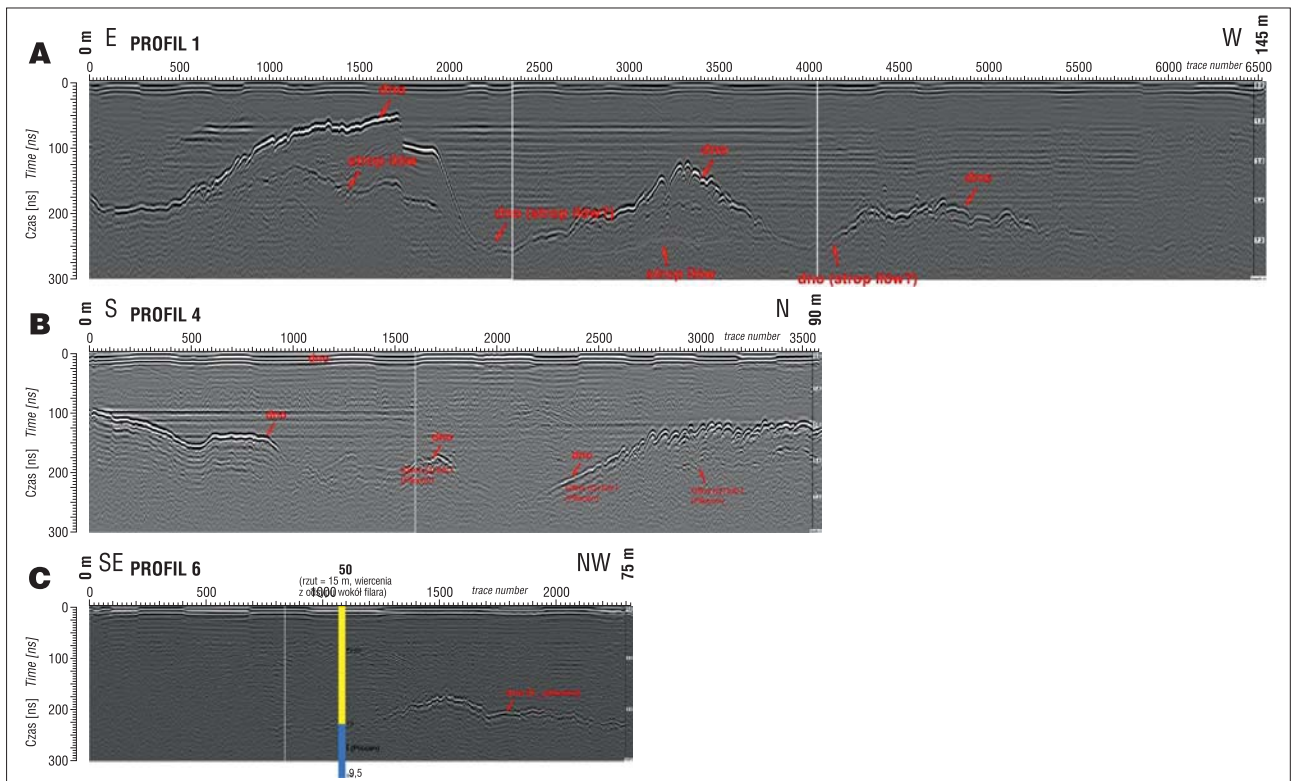 A
0 m
E
PROFIL 1
W
145 m
0 500 1000 1500 2000 2500 3000 3500 4000 4500 5000 5500 6000 trace number 6500
Czas [ns] Time [ns]
0
100
200
300
dno
strop iłów
dno (strop iłów?)
dno
strop iłów
dno
dno (strop iłów?)
B
0 m
S
PROFIL 4
N
90 m
0 500 1000 1500 2000 2500 3000 trace number 3500
Czas [ns] Time [ns]
0
100
200
300
dno
dno
dno
dno
C
0 m
SE
PROFIL 6
50
(rzut = 15 m, wiercenia
z obsypu wokół filara)
NW
75 m
0 500 1000 1500 trace number 2000
Czas [ns] Time [ns]
0
100
200
300
(Pliocen)
9,5